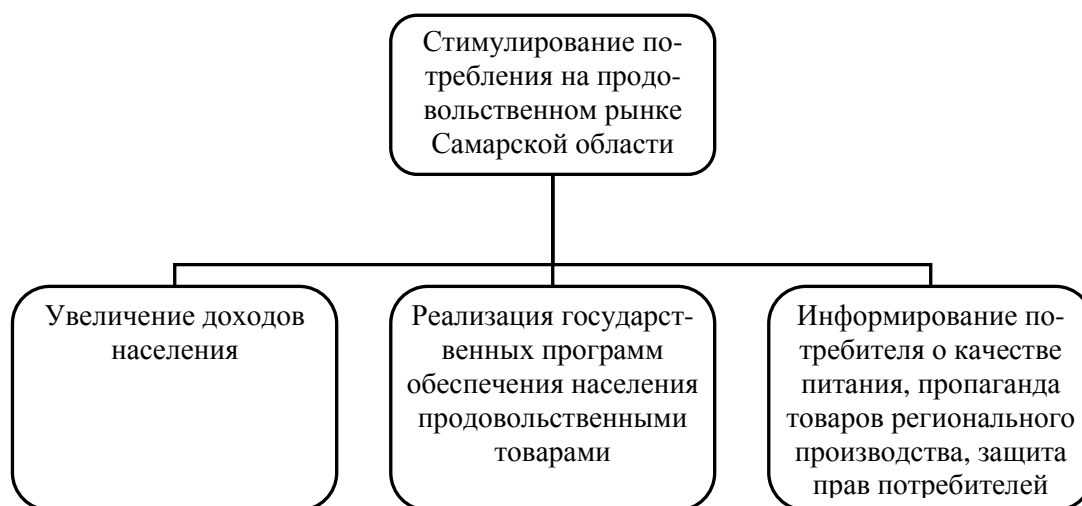 Стимулирование по-
требления на продо-
вольственном рынке
Самарской области
Увеличение доходов
населения
Реализация государст-
венных программ
обеспечения населения
продовольственными
товарами
Информирование по-
требителя о качестве
питания, пропаганда
товаров регионального
производства, защита
прав потребителей